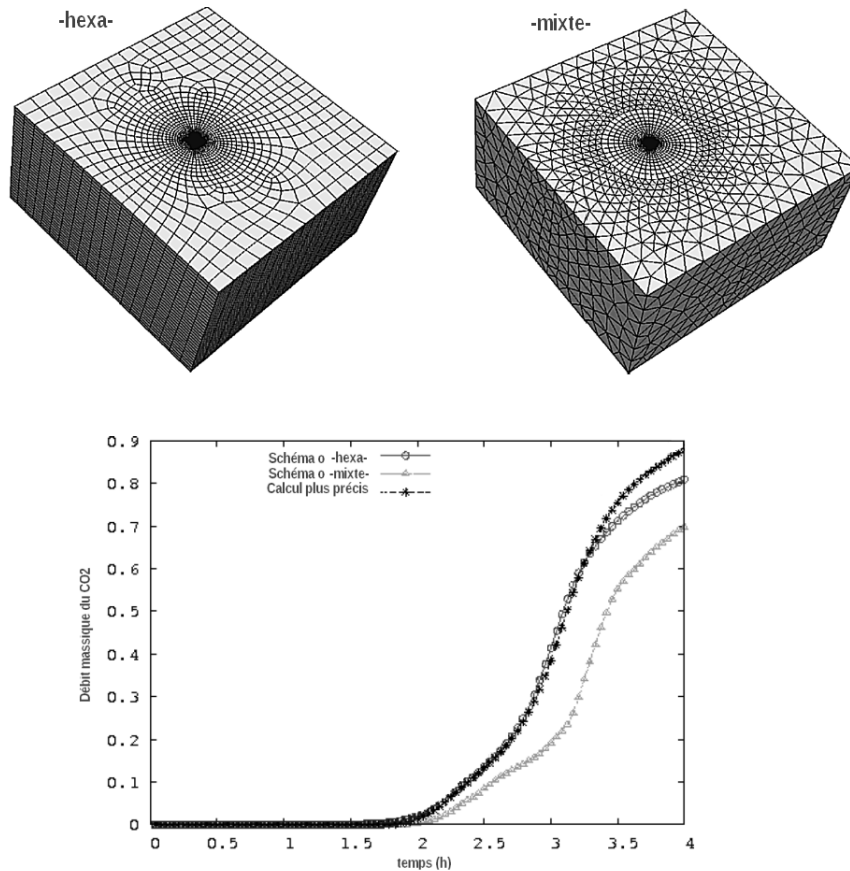 -hexa-
-mixte-
Schéma o -hexa-
Schéma o -mixte-
Calcul plus précis
Débit massique du CO2
0.9
0.8
0.7
0.6
0.5
0.4
0.3
0.2
0.1
0
0 0.5 1 1.5 2 2.5 3 3.5 4
temps (h)